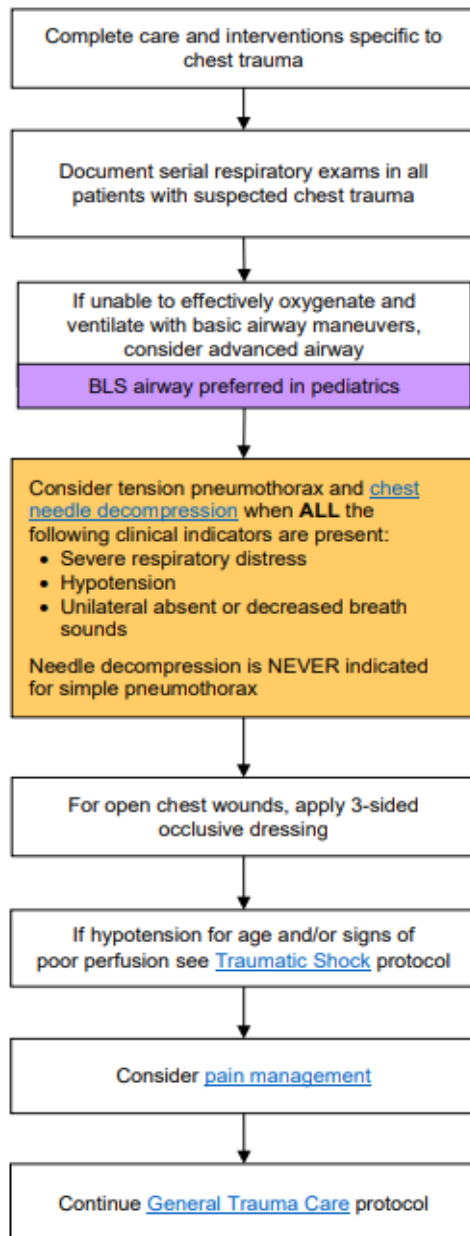 Complete care and interventions specific to
chest trauma
Document serial respiratory exams in all
patients with suspected chest trauma
If unable to effectively oxygenate and
ventilate with basic airway maneuvers,
consider advanced airway
BLS airway preferred in pediatrics
Consider tension pneumothorax and chest
needle decompression when ALL the
following clinical indicators are present:
• Severe respiratory distress
• Hypotension
• Unilateral absent or decreased breath
sounds
Needle decompression is NEVER indicated
for simple pneumothorax
For open chest wounds, apply 3-sided
occlusive dressing
If hypotension for age and/or signs of
poor perfusion see Traumatic Shock protocol
Consider pain management
Continue General Trauma Care protocol